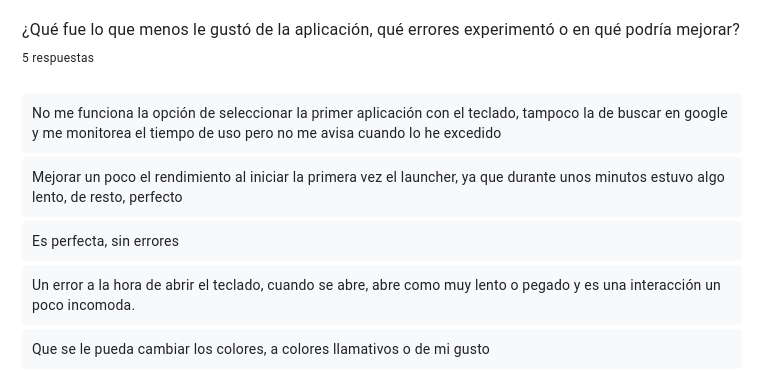 ¿Qué fue lo que menos le gustó de la aplicación, qué errores experimentó o en qué podría mejorar?
5 respuestas
No me funciona la opción de seleccionar la primer aplicación con el teclado, tampoco la de buscar en google
y me monitorea el tiempo de uso pero no me avisa cuando lo he excedido
Mejorar un poco el rendimiento al iniciar la primera vez el launcher, ya que durante unos minutos estuvo algo
lento, de resto, perfecto
Es perfecta, sin errores
Un error a la hora de abrir el teclado, cuando se abre, abre como muy lento o pegado y es una interacción un
poco incomoda.
Que se le pueda cambiar los colores, a colores llamativos o de mi gusto